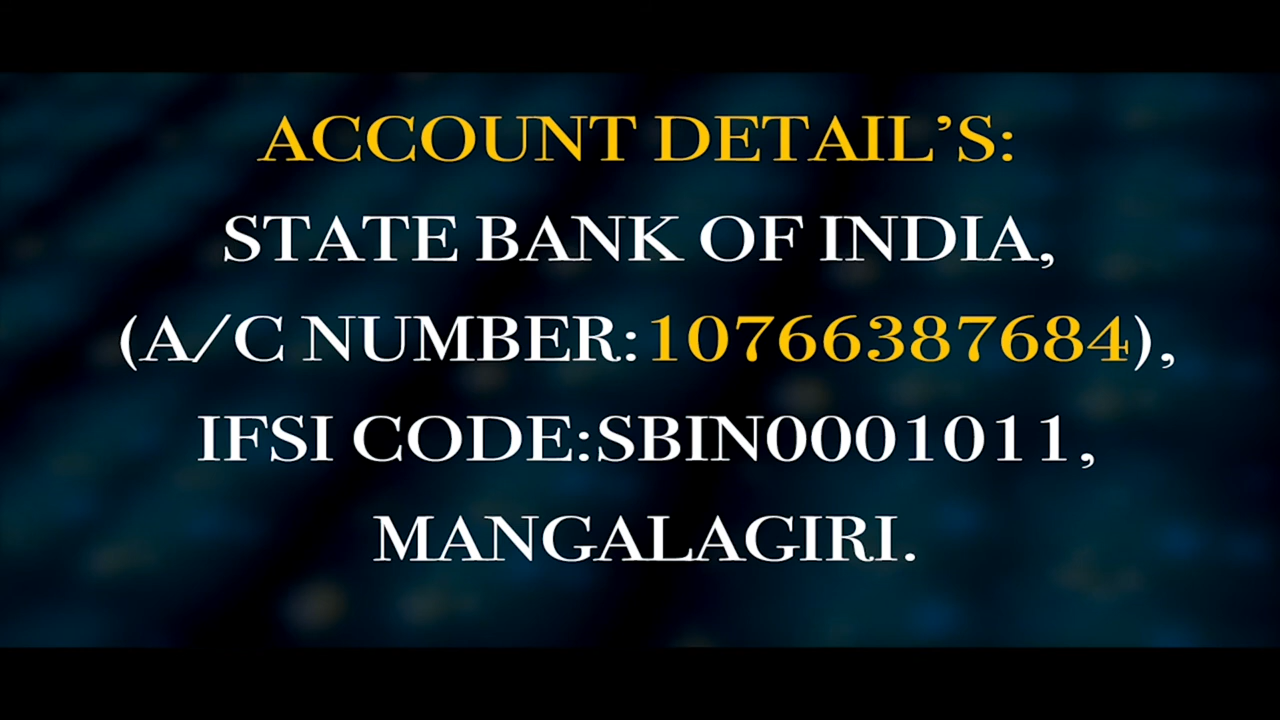 ACCOUNT DETAIL’S:
STATE BANK OF INDIA,
(A/C NUMBER:10766387684),
IFSI CODE:SBIN0001011,
MANGALAGIRI.